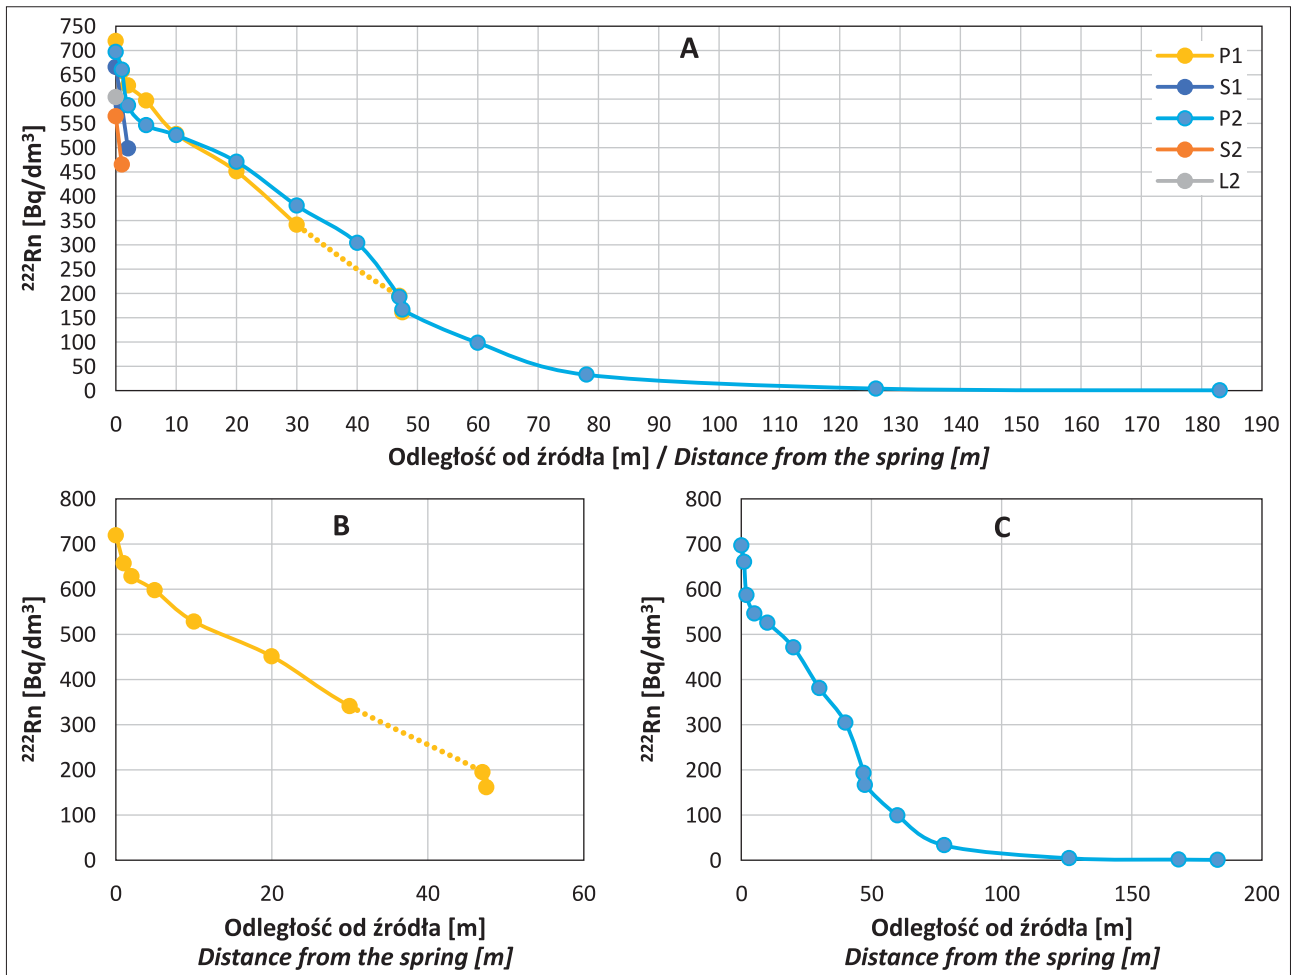 A
750
700
650
600
550
500
450
400
350
300
250
200
150
100
50
0
²²²Rn [Bq/dm³]
P1
S1
P2
S2
L2
0 10 20 30 40 50 60 70 80 90 100 110 120 130 140 150 160 170 180 190
Odległość od źródła [m] / Distance from the spring [m]
B
800
700
600
500
400
300
200
100
0
²²²Rn [Bq/dm³]
0 20 40 60
Odległość od źródła [m]
Distance from the spring [m]
C
800
700
600
500
400
300
200
100
0
²²²Rn [Bq/dm³]
0 50 100 150 200
Odległość od źródła [m]
Distance from the spring [m]